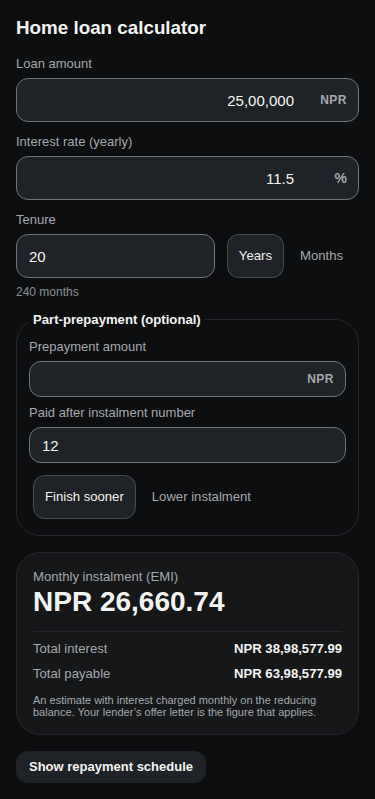 Home loan calculator
Loan amount
25,00,000 NPR
Interest rate (yearly)
11.5 %
Tenure
20 Years Months
240 months
Part-prepayment (optional)
Prepayment amount
NPR
Paid after instalment number
12
Finish sooner Lower instalment
Monthly instalment (EMI)
NPR 26,660.74
Total interest NPR 38,98,577.99
Total payable NPR 63,98,577.99
An estimate with interest charged monthly on the reducing
balance. Your lender’s offer letter is the figure that applies.
Show repayment schedule